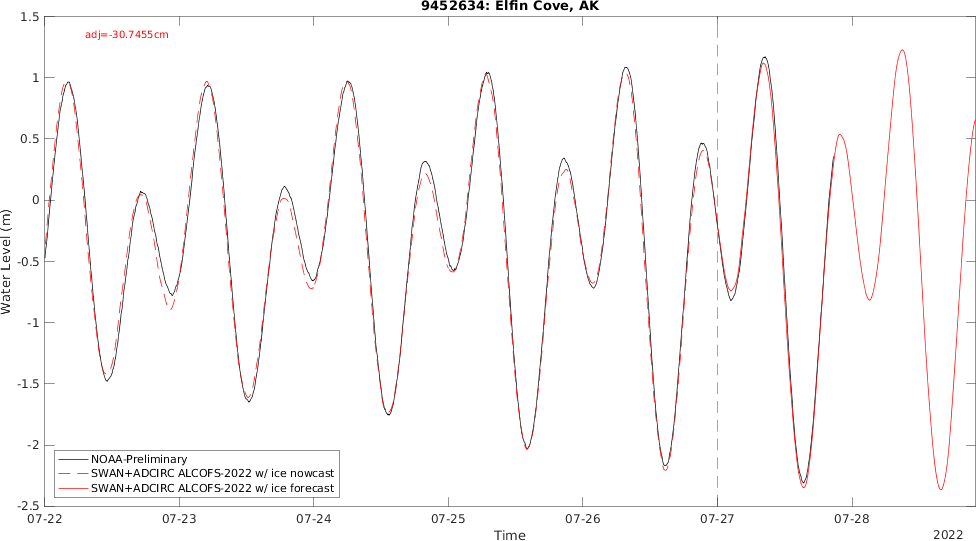 9452634: Elfin Cove, AK
adj=-30.7455cm
1.5
1
0.5
0
-0.5
-1
-1.5
-2
-2.5
Water Level (m)
NOAA-Preliminary
SWAN+ADCIRC ALCOFS-2022 w/ ice nowcast
SWAN+ADCIRC ALCOFS-2022 w/ ice forecast
07-22 07-23 07-24 07-25 07-26 07-27 07-28
Time
2022